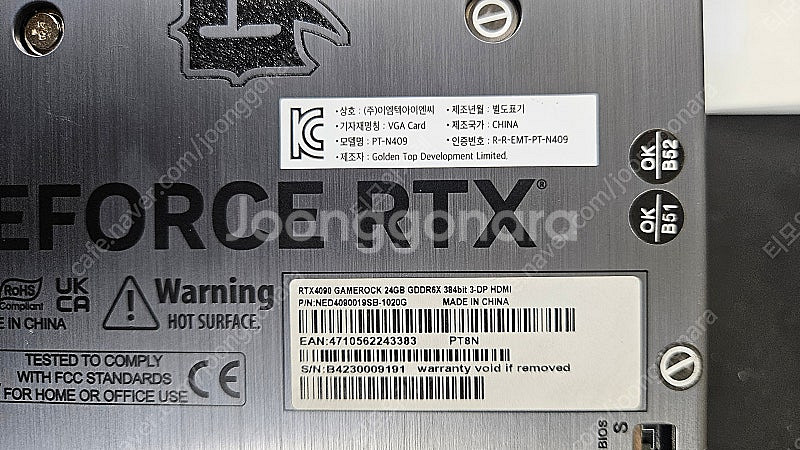 · 상호 : (주)이엠텍아이엔씨 · 제조년월 : 별도표기
· 기자재명칭 : VGA Card · 제조국가 : CHINA
· 모델명 : PT-N409 · 인증번호 : R-R-EMT-PT-N409
· 제조자 : Golden Top Development Limited.
OK B52
OK B51
EFORCE RTX®
Joonggonara
RoHS
Compliant
UK
CA
E IN CHINA
Warning
HOT SURFACE.
TESTED TO COMPLY
WITH FCC STANDARDS
FOR HOME OR OFFICE USE
CE
RTX4090 GAMEROCK 24GB GDDR6X 384bit 3-DP HDMI
P/N:NED4090019SB-1020G MADE IN CHINA
EAN:4710562243383 PT8N
S/N:B4230009191 warranty void if removed
BIOS
S